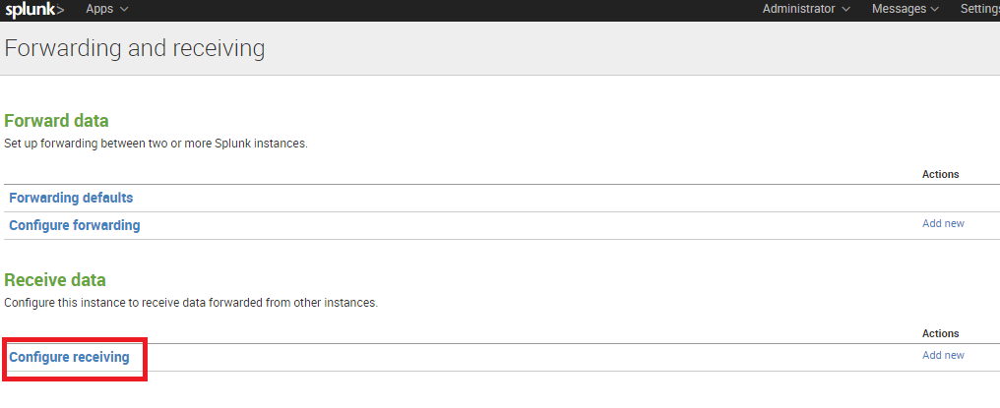 splunk> Apps Administrator Messages Settings
Forwarding and receiving
Forward data
Set up forwarding between two or more Splunk instances.
Actions
Forwarding defaults
Configure forwarding Add new
Receive data
Configure this instance to receive data forwarded from other instances.
Actions
Configure receiving Add new